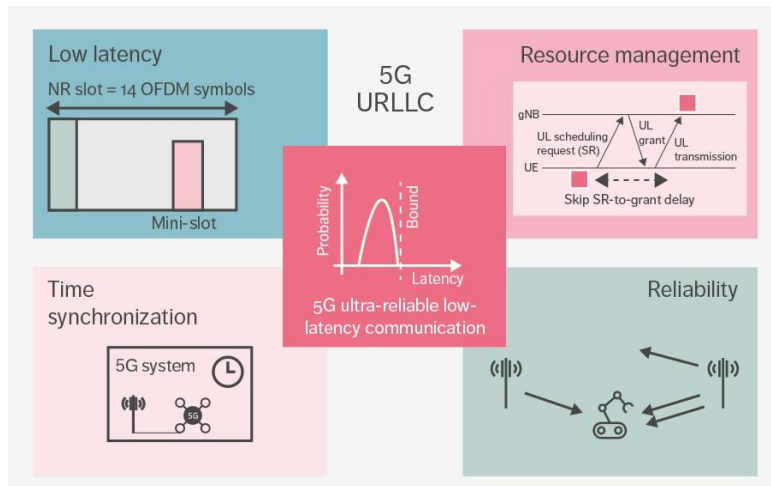 Low latency
NR slot = 14 OFDM symbols
Mini-slot
5G
URLLC
Resource management
gNB
UL scheduling
request (SR)
UL
grant
UL
transmission
UE
Skip SR-to-grant delay
Probability
Bound
Latency
5G ultra-reliable low-
latency communication
Time
synchronization
5G system
5G
Reliability